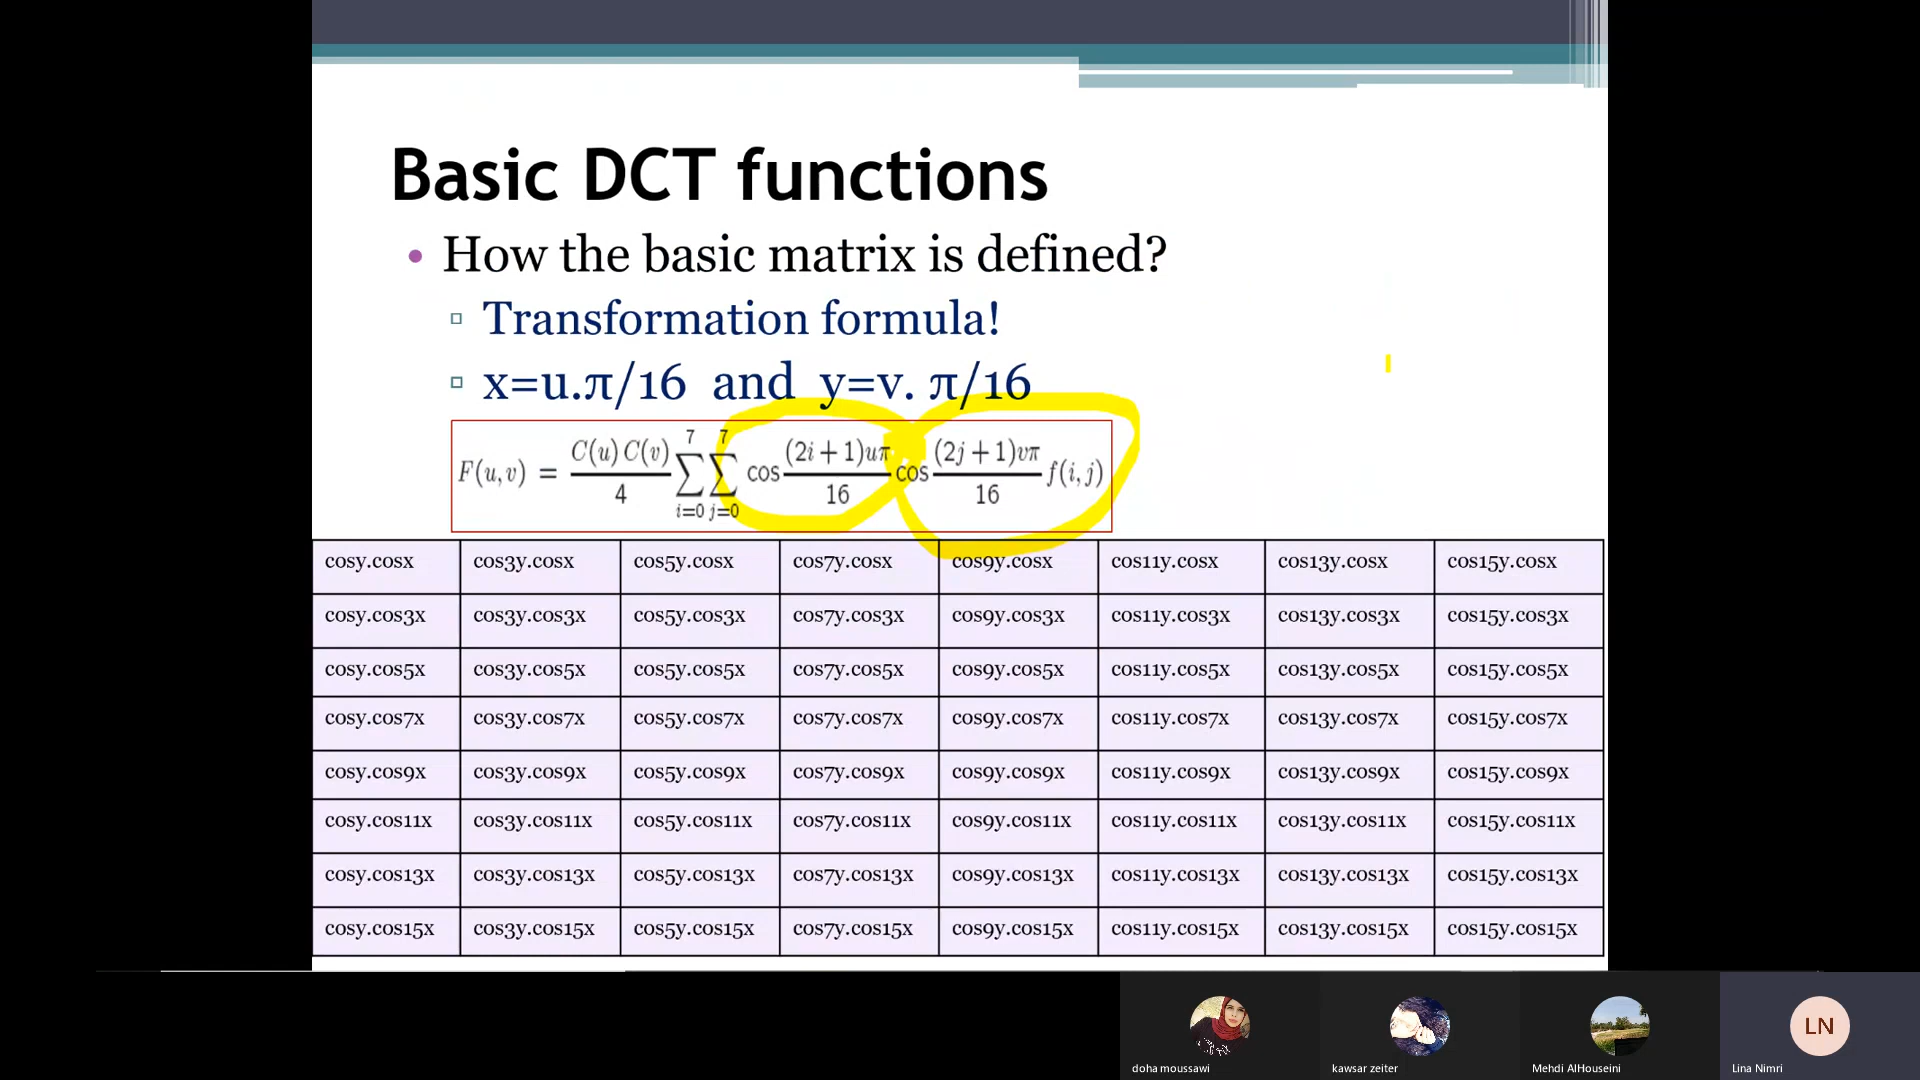 Basic DCT functions
• How the basic matrix is defined?
▫ Transformation formula!
▫ x=u.π/16 and y=v. π/16
F(u,v) = C(u) C(v)/4 ∑_{i=0}^{7} ∑_{j=0}^{7} cos (2i+1)uπ/16 cos (2j+1)vπ/16 f(i,j)
cosy.cosx cos3y.cosx cos5y.cosx cos7y.cosx cos9y.cosx cos11y.cosx cos13y.cosx cos15y.cosx
cosy.cos3x cos3y.cos3x cos5y.cos3x cos7y.cos3x cos9y.cos3x cos11y.cos3x cos13y.cos3x cos15y.cos3x
cosy.cos5x cos3y.cos5x cos5y.cos5x cos7y.cos5x cos9y.cos5x cos11y.cos5x cos13y.cos5x cos15y.cos5x
cosy.cos7x cos3y.cos7x cos5y.cos7x cos7y.cos7x cos9y.cos7x cos11y.cos7x cos13y.cos7x cos15y.cos7x
cosy.cos9x cos3y.cos9x cos5y.cos9x cos7y.cos9x cos9y.cos9x cos11y.cos9x cos13y.cos9x cos15y.cos9x
cosy.cos11x cos3y.cos11x cos5y.cos11x cos7y.cos11x cos9y.cos11x cos11y.cos11x cos13y.cos11x cos15y.cos11x
cosy.cos13x cos3y.cos13x cos5y.cos13x cos7y.cos13x cos9y.cos13x cos11y.cos13x cos13y.cos13x cos15y.cos13x
cosy.cos15x cos3y.cos15x cos5y.cos15x cos7y.cos15x cos9y.cos15x cos11y.cos15x cos13y.cos15x cos15y.cos15x
LN
doha moussawi kawsar zeiter Mehdi AlHouseini Lina Nimri